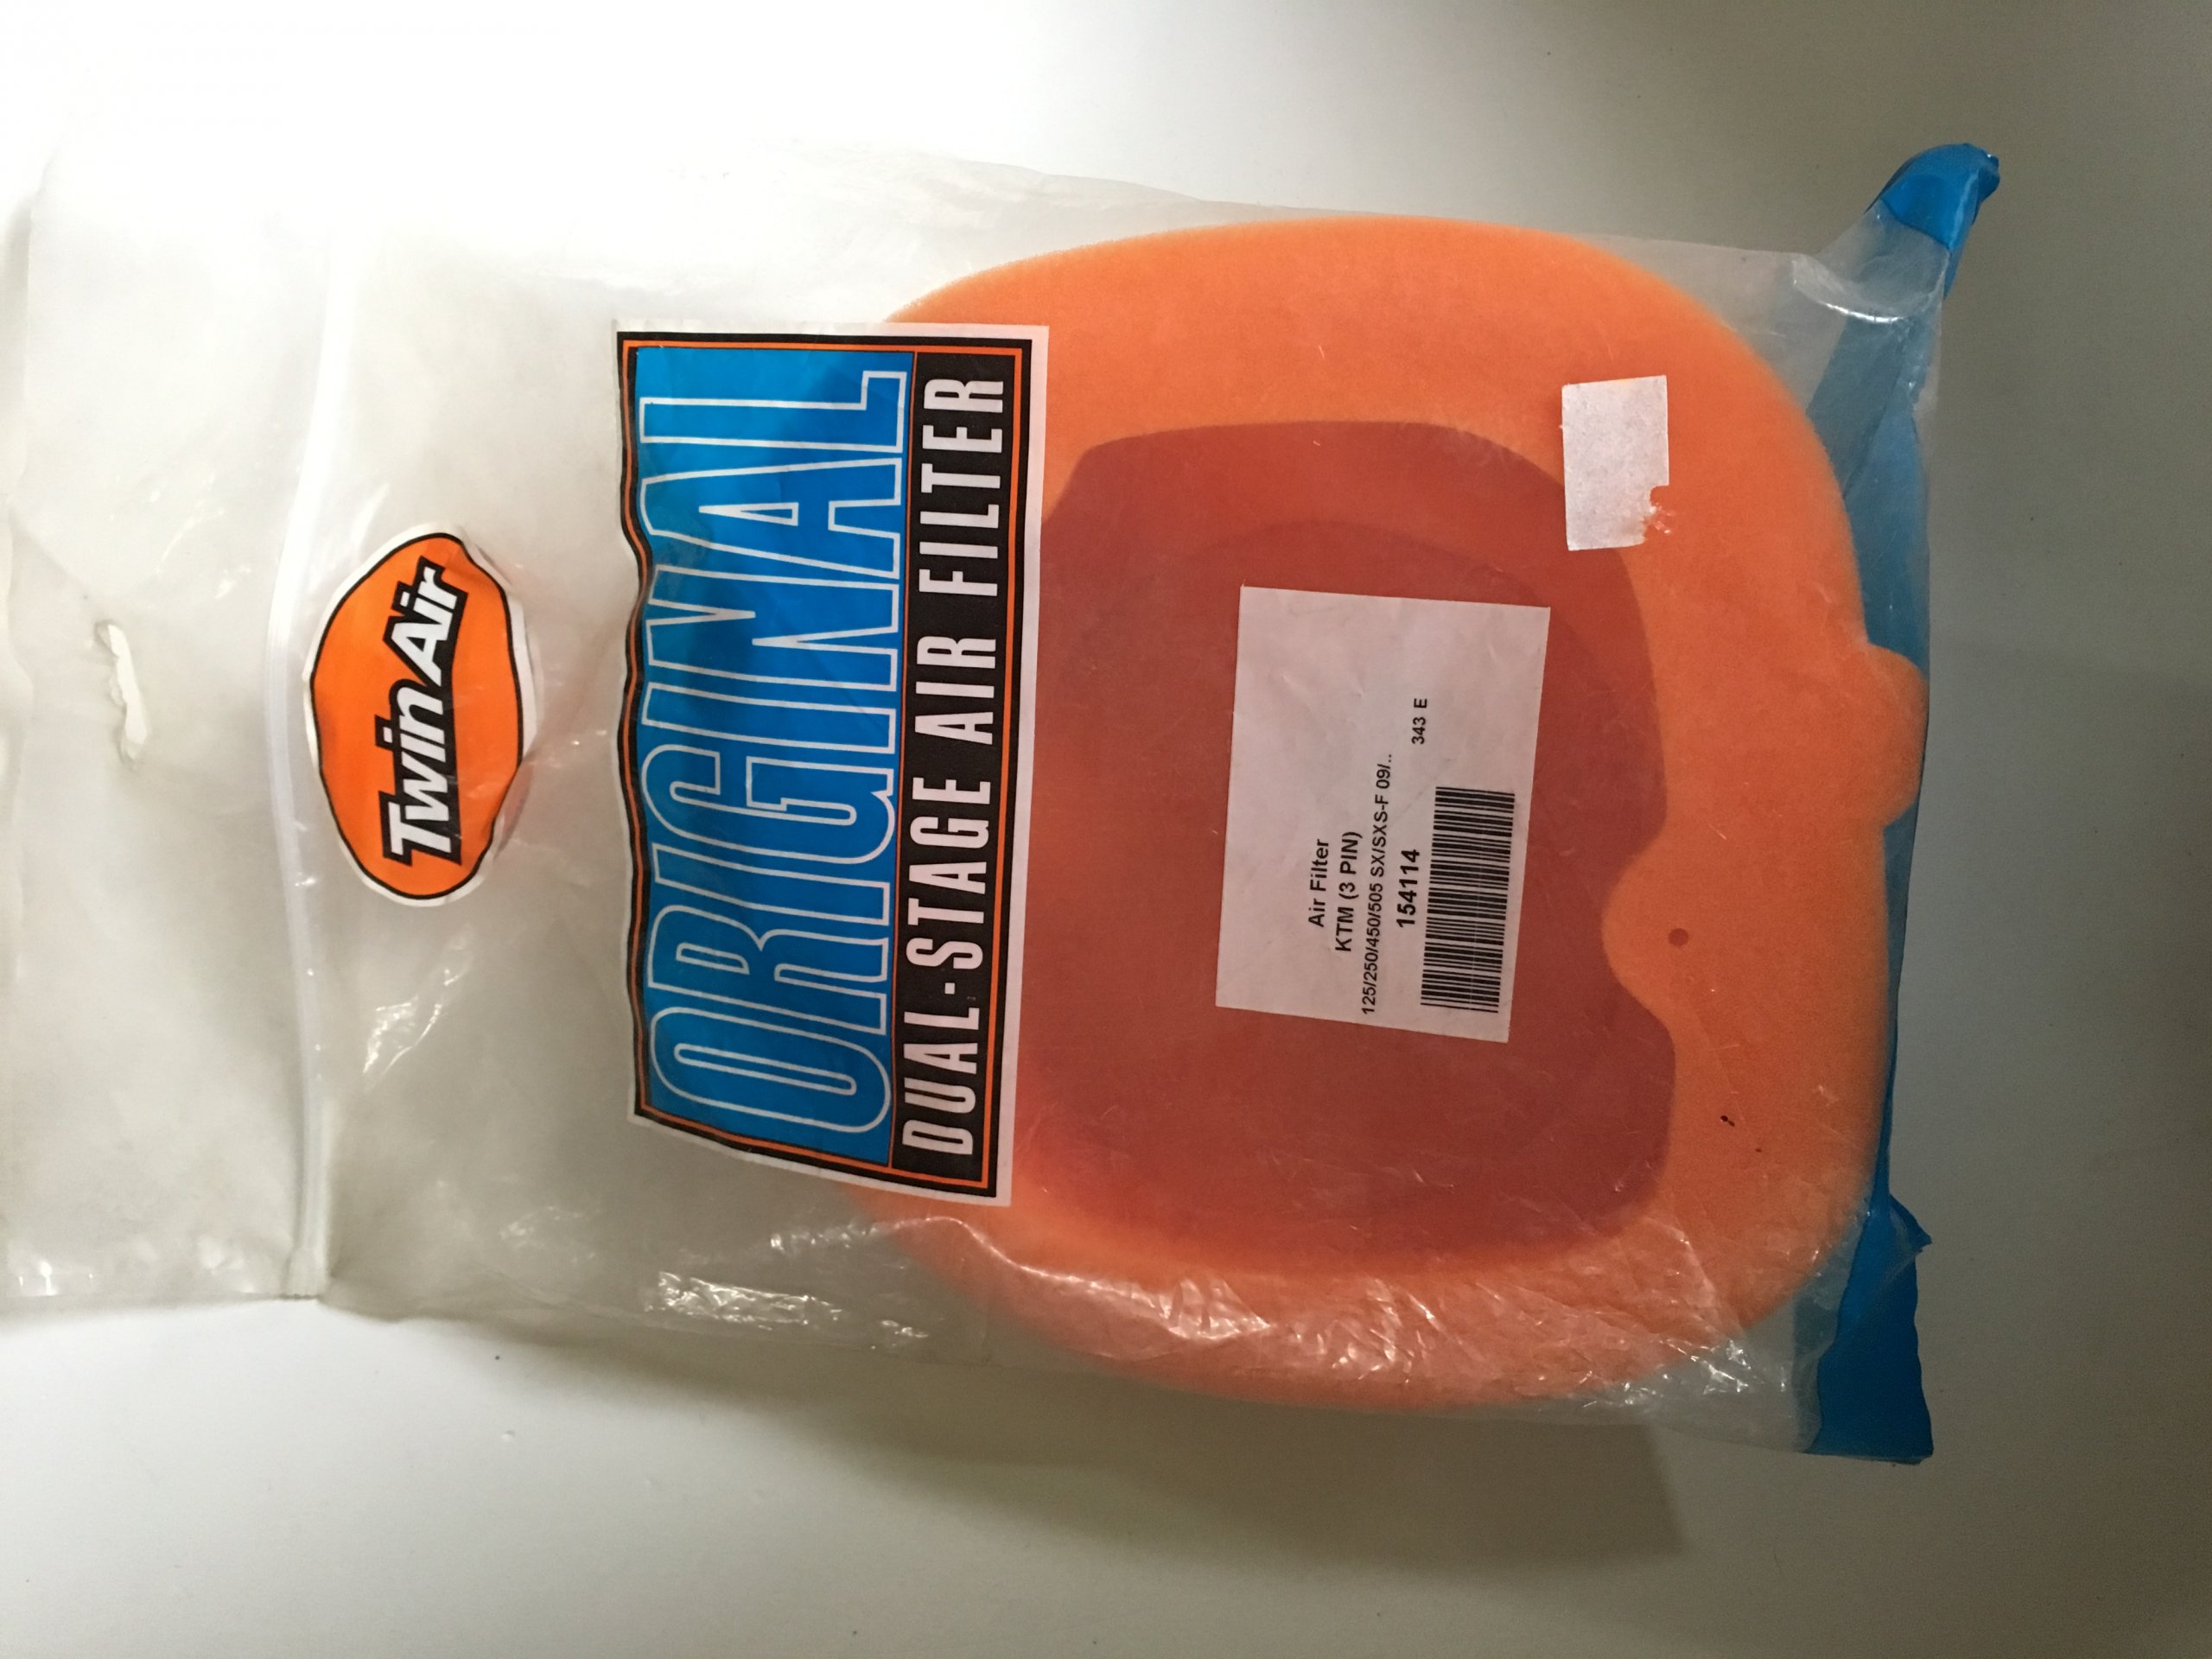 Twin Air
ORIGINAL
DUAL·STAGE AIR FILTER
Air Filter
KTM (3 PIN)
125/250/450/505 SX/SXS-F 09/..
154114
343 E